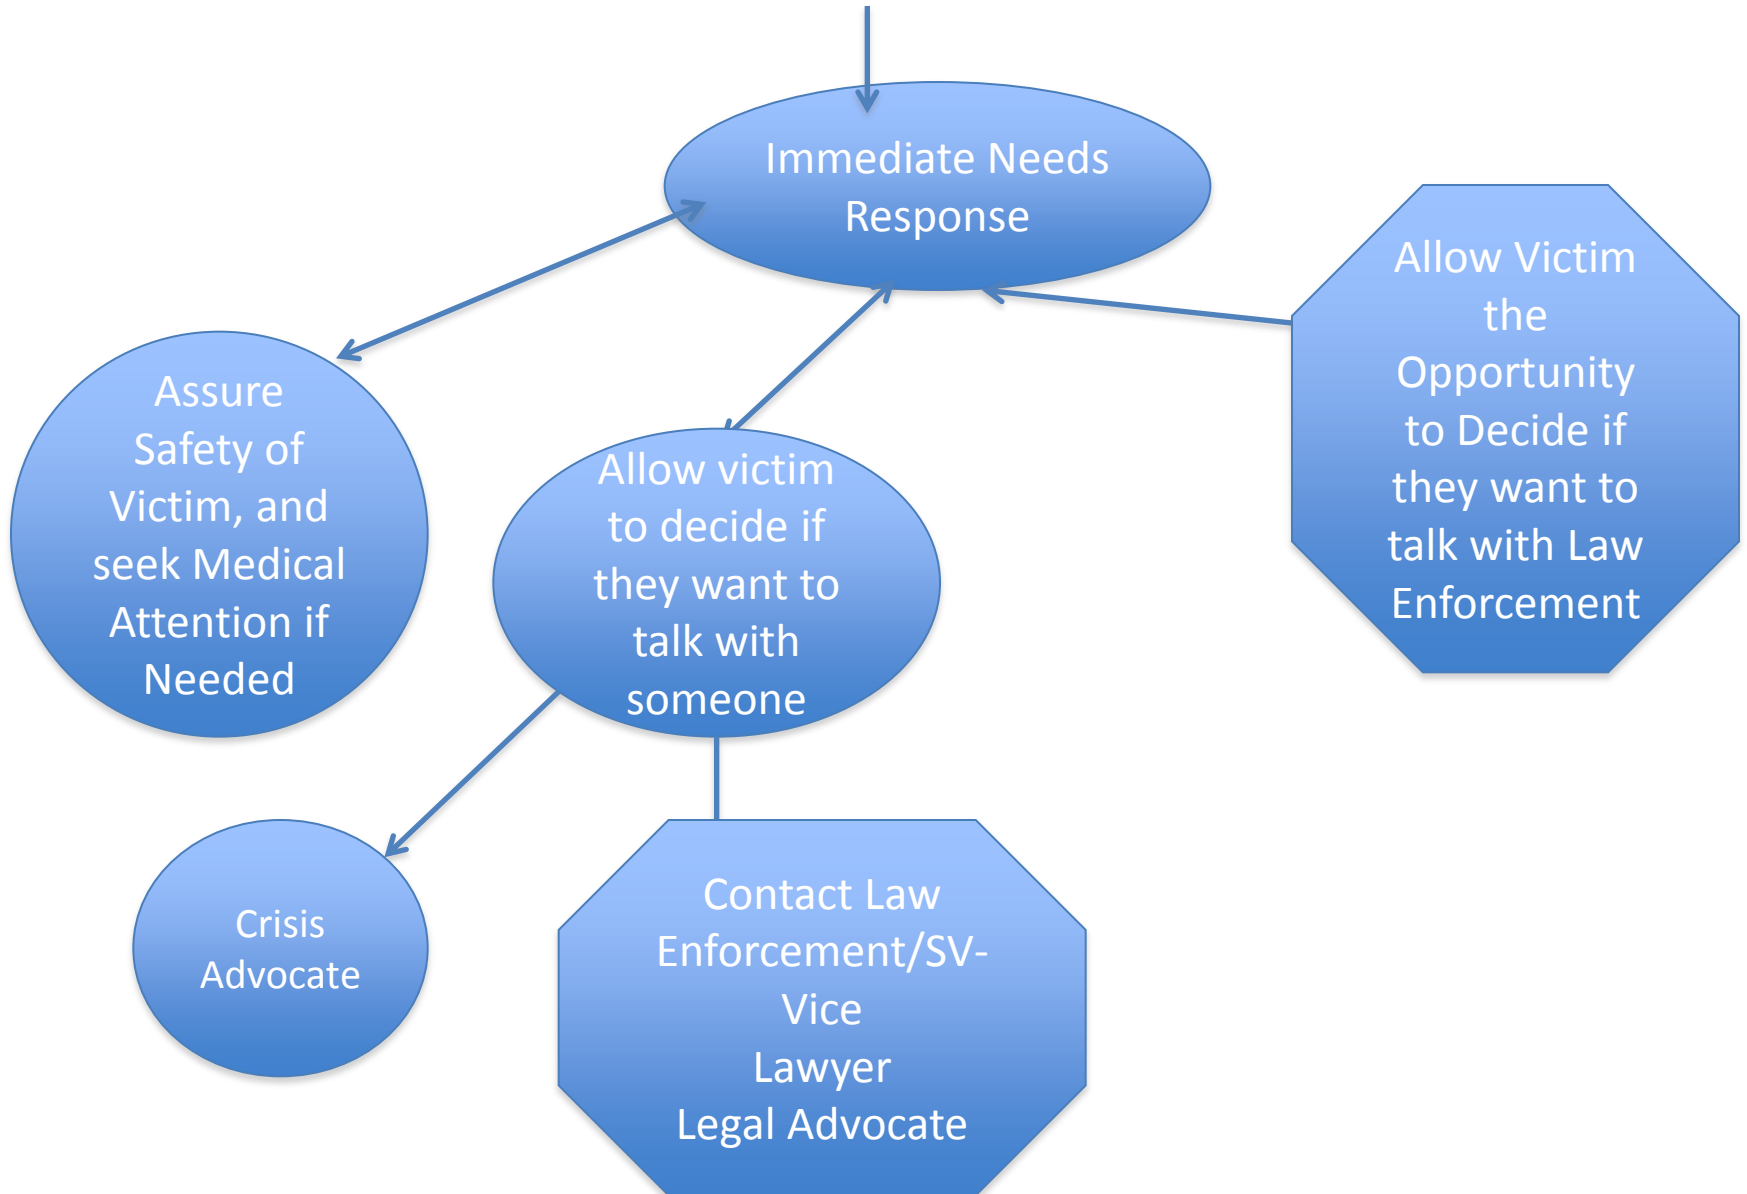 Immediate Needs
Response
Allow Victim
the
Opportunity
to Decide if
they want to
talk with Law
Enforcement
Assure
Safety of
Victim, and
seek Medical
Attention if
Needed
Allow victim
to decide if
they want to
talk with
someone
Crisis
Advocate
Contact Law
Enforcement/SV-
Vice
Lawyer
Legal Advocate